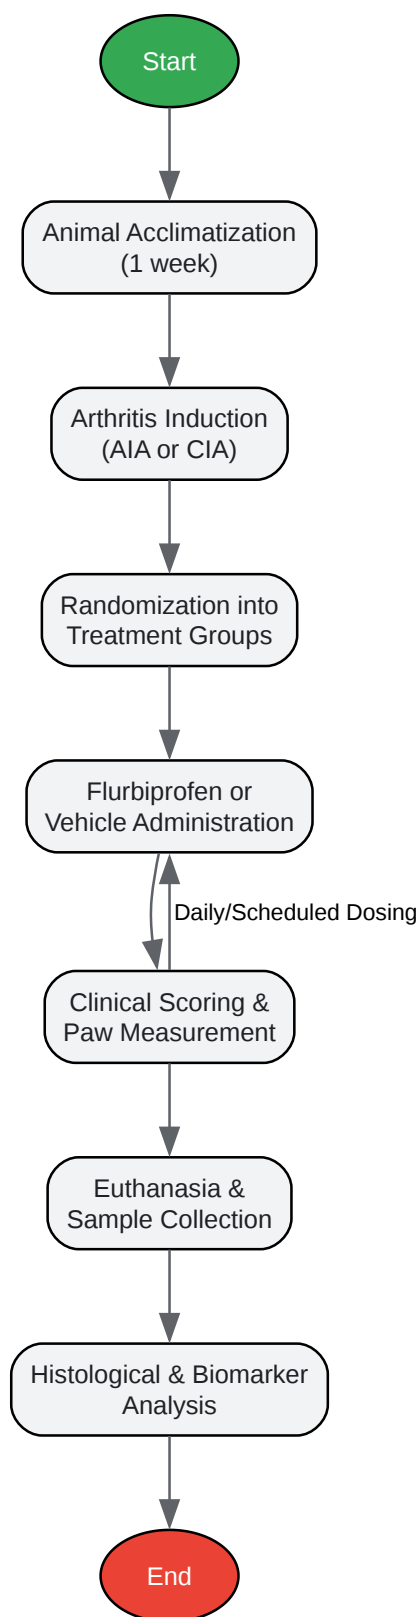 Start
Animal Acclimatization
(1 week)
Arthritis Induction
(AIA or CIA)
Randomization into
Treatment Groups
Flurbiprofen or
Vehicle Administration
Daily/Scheduled Dosing
Clinical Scoring &
Paw Measurement
Euthanasia &
Sample Collection
Histological & Biomarker
Analysis
End